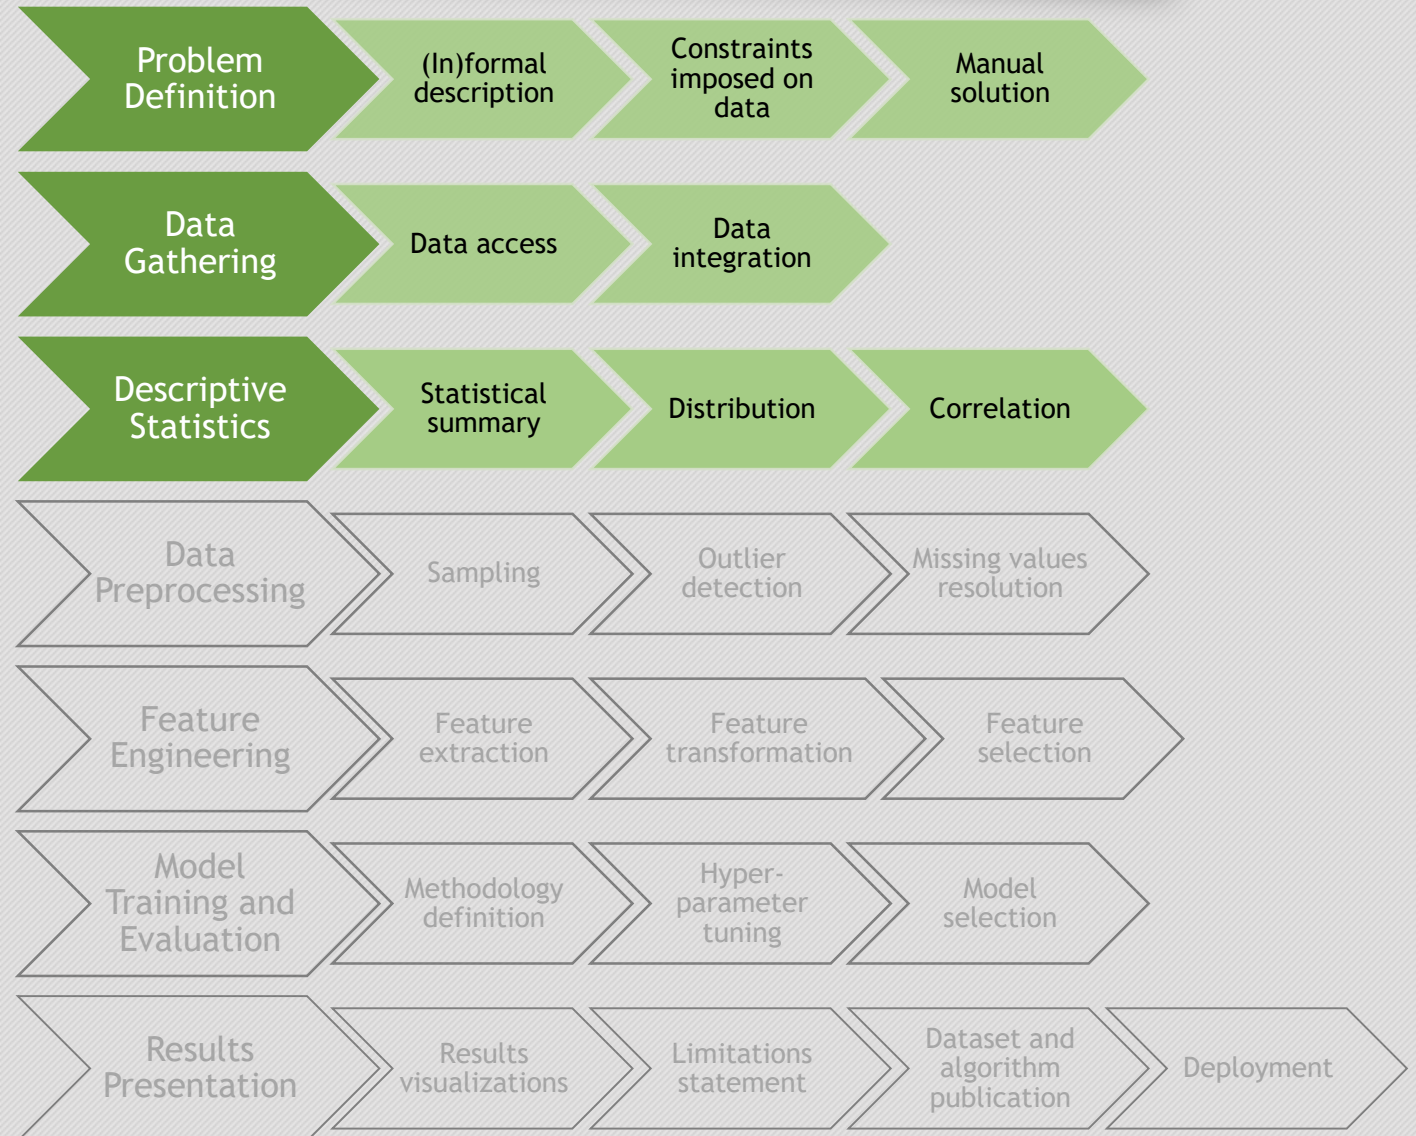 Problem
Definition
(In)formal
description
Constraints
imposed on
data
Manual
solution
Data
Gathering
Data access
Data
integration
Descriptive
Statistics
Statistical
summary
Distribution
Correlation
Data
Preprocessing
Sampling
Outlier
detection
Missing values
resolution
Feature
Engineering
Feature
extraction
Feature
transformation
Feature
selection
Model
Training and
Evaluation
Methodology
definition
Hyper-
parameter
tuning
Model
selection
Results
Presentation
Results
visualizations
Limitations
statement
Dataset and
algorithm
publication
Deployment